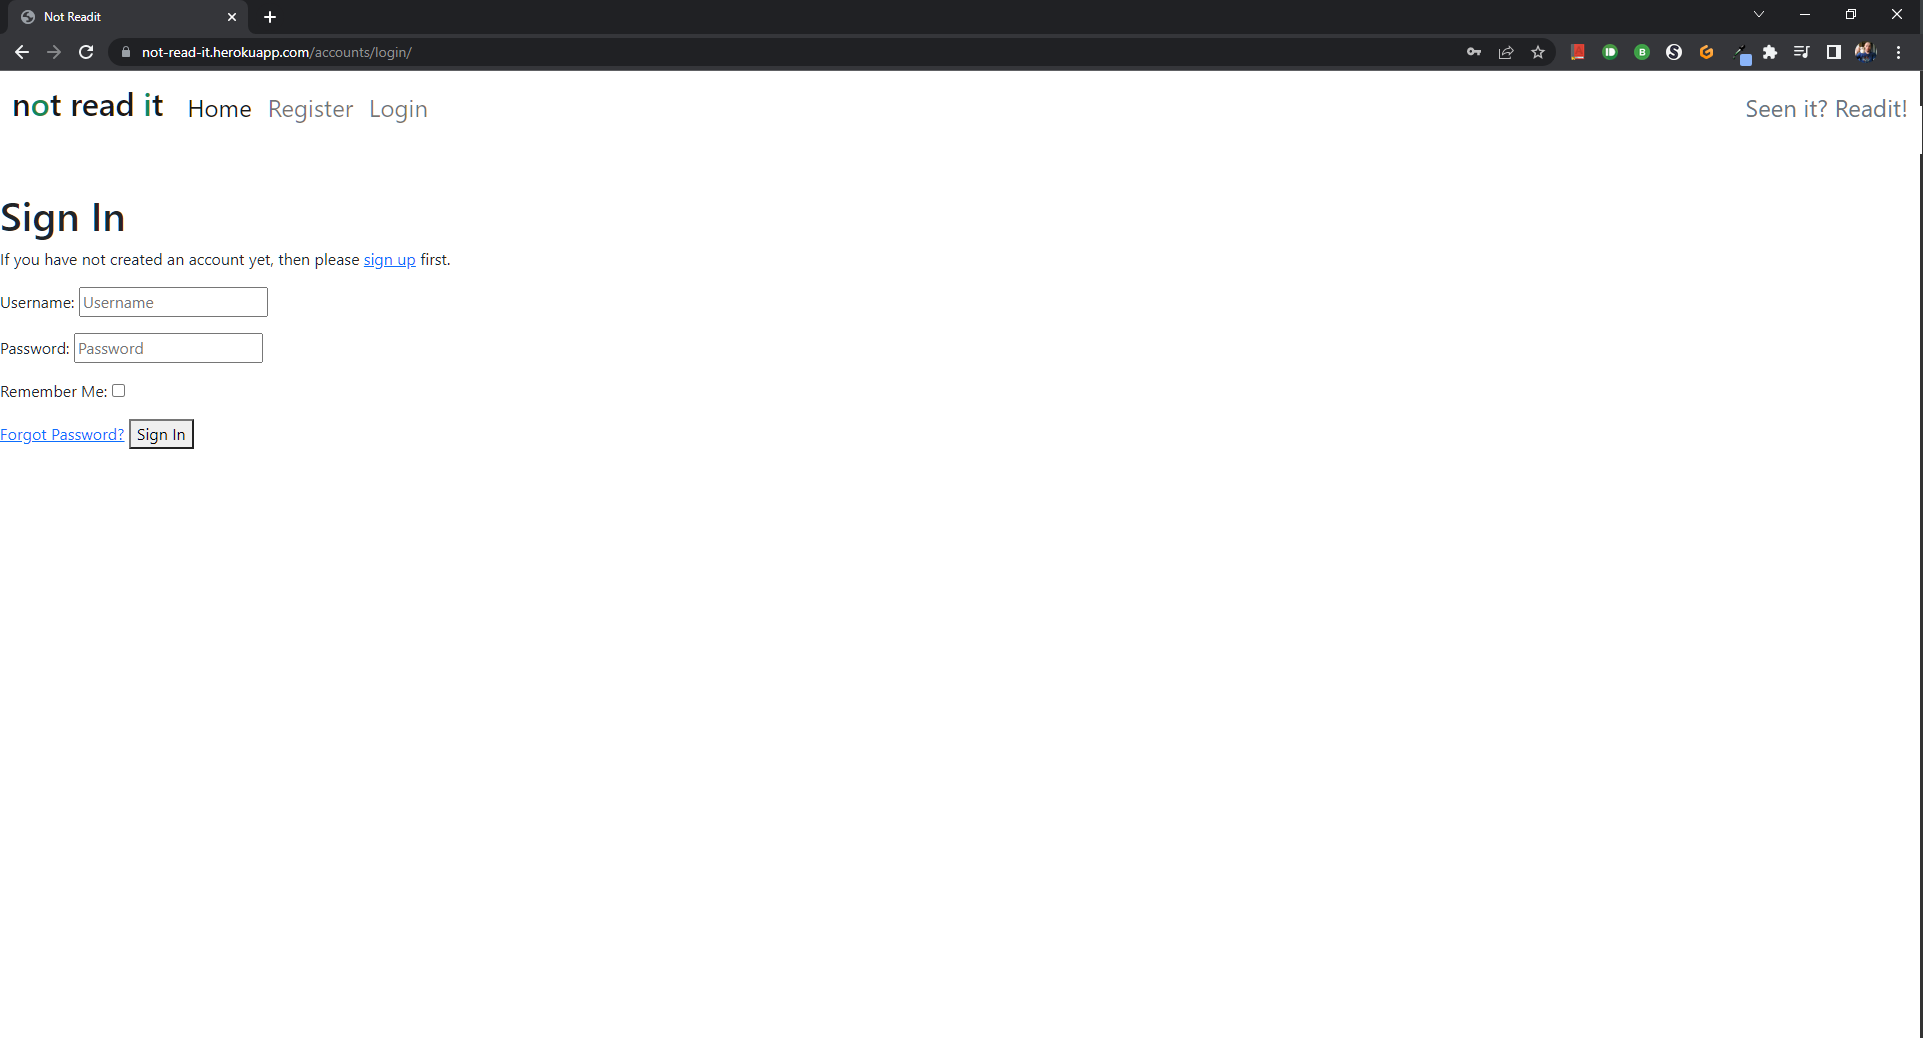 Not Readit
not-read-it.herokuapp.com/accounts/login/
not read it Home Register Login Seen it? Readit!
Sign In
If you have not created an account yet, then please sign up first.
Username: Username
Password: Password
Remember Me:
Forgot Password? Sign In